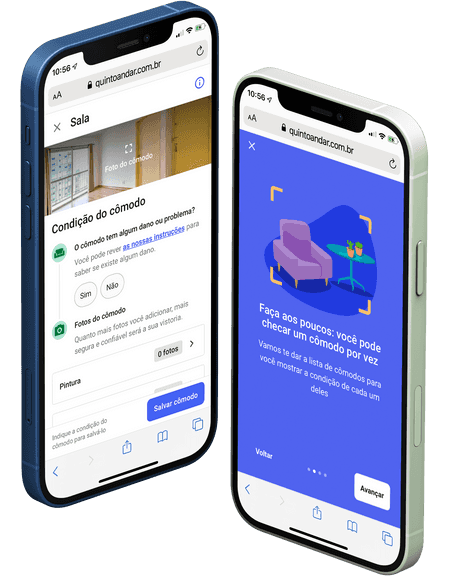 10:56
AA quintoandar.com.br
Sala
Foto do cômodo
Condição do cômodo
O cômodo tem algum dano ou problema?
Você pode rever as nossas instruções para
saber se existe algum dano.
Sim Não
Fotos do cômodo
Quanto mais fotos você adicionar, mais
segura e confiável será a sua vistoria.
0 fotos
Pintura
Indique a condição do
cômodo para salvá-lo
Salvar cômodo
10:56
AA quintoandar.com.br
Faça aos poucos: você pode
checar um cômodo por vez
Vamos te dar a lista de cômodos para
você mostrar a condição de cada um
deles
Voltar
Avançar